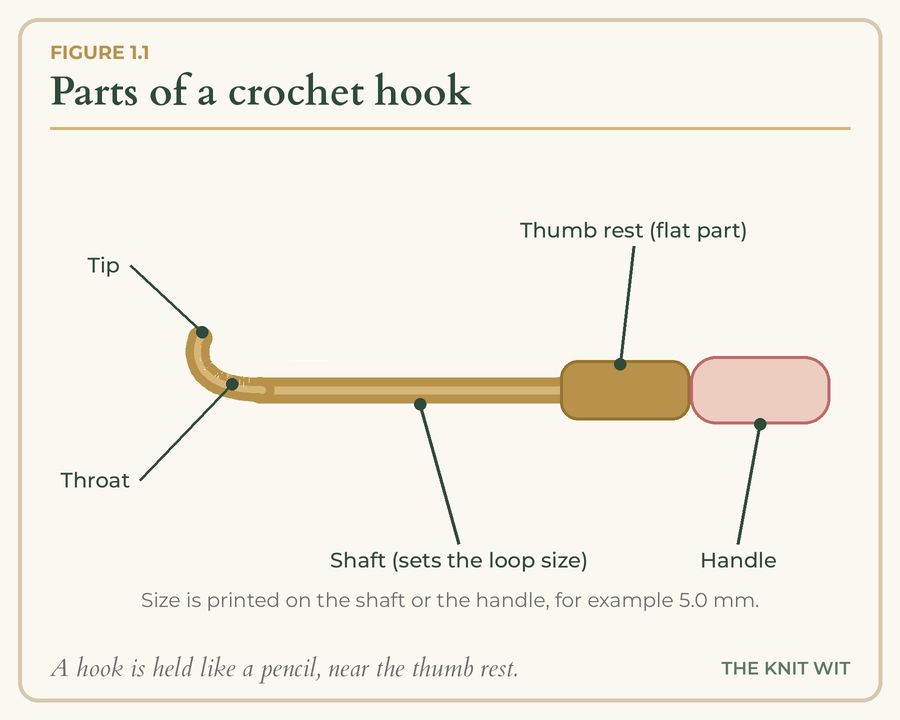 FIGURE 1.1
Parts of a crochet hook
Thumb rest (flat part)
Tip
Throat
Shaft (sets the loop size)
Handle
Size is printed on the shaft or the handle, for example 5.0 mm.
A hook is held like a pencil, near the thumb rest.
THE KNIT WIT